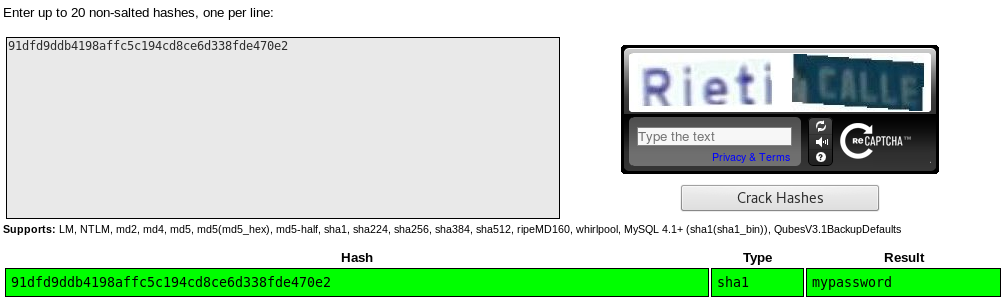 Enter up to 20 non-salted hashes, one per line:
91dfd9ddb4198affc5c194cd8ce6d338fde470e2
Rieti CALLE
Type the text
Privacy & Terms
reCAPTCHA™
Crack Hashes
Supports: LM, NTLM, md2, md4, md5, md5(md5_hex), md5-half, sha1, sha224, sha256, sha384, sha512, ripeMD160, whirlpool, MySQL 4.1+ (sha1(sha1_bin)), QubesV3.1BackupDefaults
Hash Type Result
91dfd9ddb4198affc5c194cd8ce6d338fde470e2 sha1 mypassword